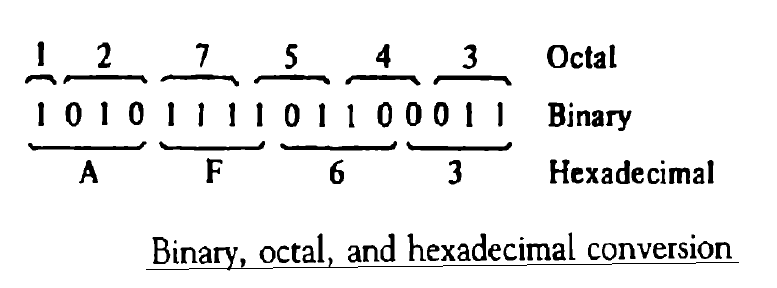 1 2 7 5 4 3 Octal
1 0 1 0 1 1 1 1 0 1 1 0 0 0 1 1 Binary
A F 6 3 Hexadecimal
Binary, octal, and hexadecimal conversion